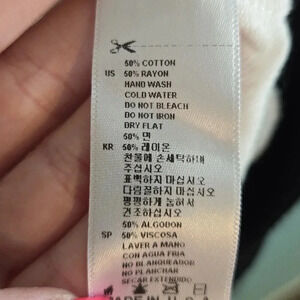 50% COTTON
US 50% RAYON
HAND WASH
COLD WATER
DO NOT BLEACH
DO NOT IRON
DRY FLAT
50% 면
KR 50% 레이온
찬물에 손세탁하여
주십시오
표백하지 마십시오
다림질하지 마십시오
평평하게 놓혀서
건조하십시오
50% ALGODON
SP 50% VISCOSA
LAVER A MANO
CON AGUA FRIA
NO BLANQUEADOR
NO PLANCHAR
SECAR EXTENDIDO
MADE IN U.S.A